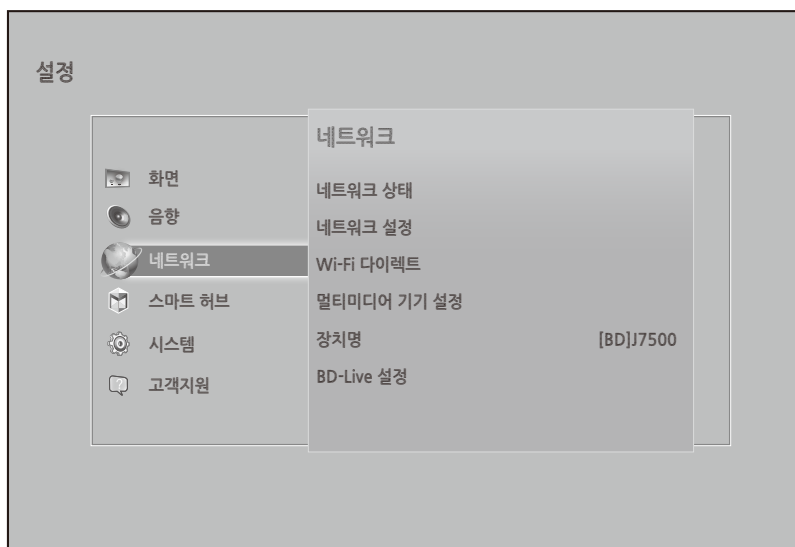 설정
화면
음향
네트워크
스마트 허브
시스템
고객지원
네트워크
네트워크 상태
네트워크 설정
Wi-Fi 다이렉트
멀티미디어 기기 설정
장치명 [BD]J7500
BD-Live 설정